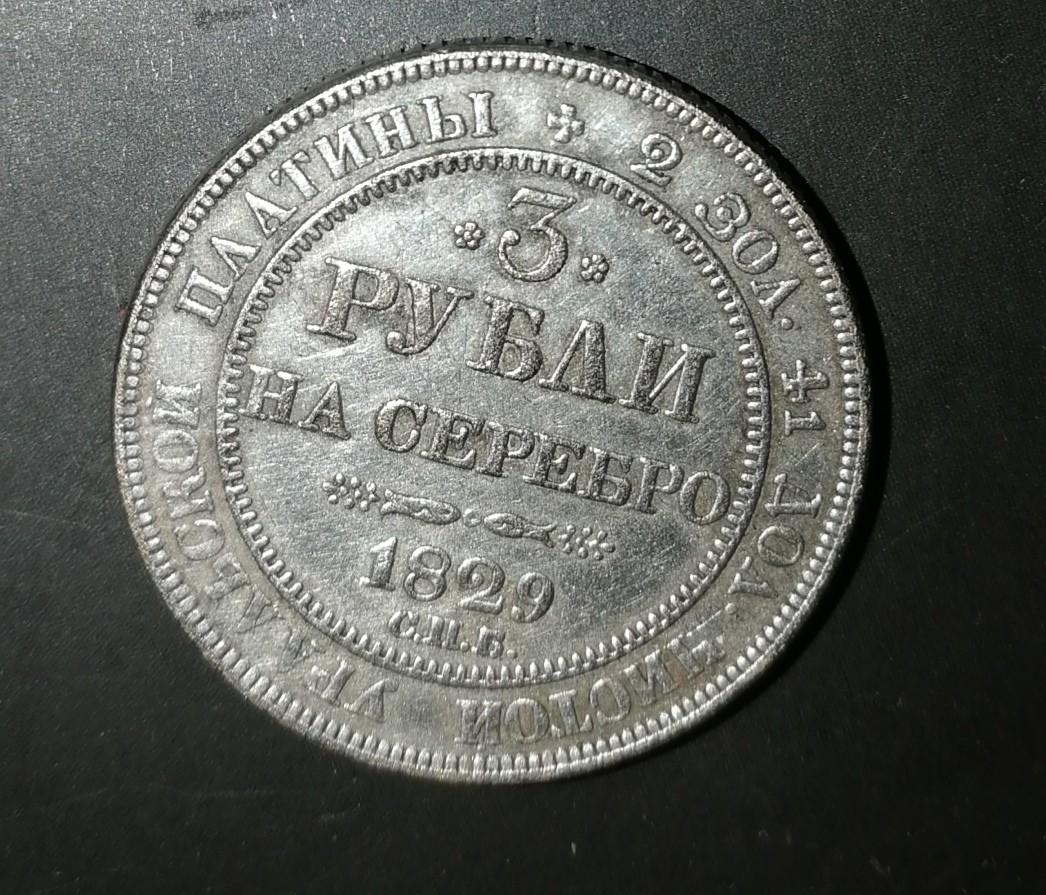 ✣ 2 ЗОЛ. 41 ДОЛ. ЧИСТОЙ УРАЛЬСКОЙ ПЛАТИНЫ
3
РУБЛИ
НА СЕРЕБРО
1829
С.П.Б.